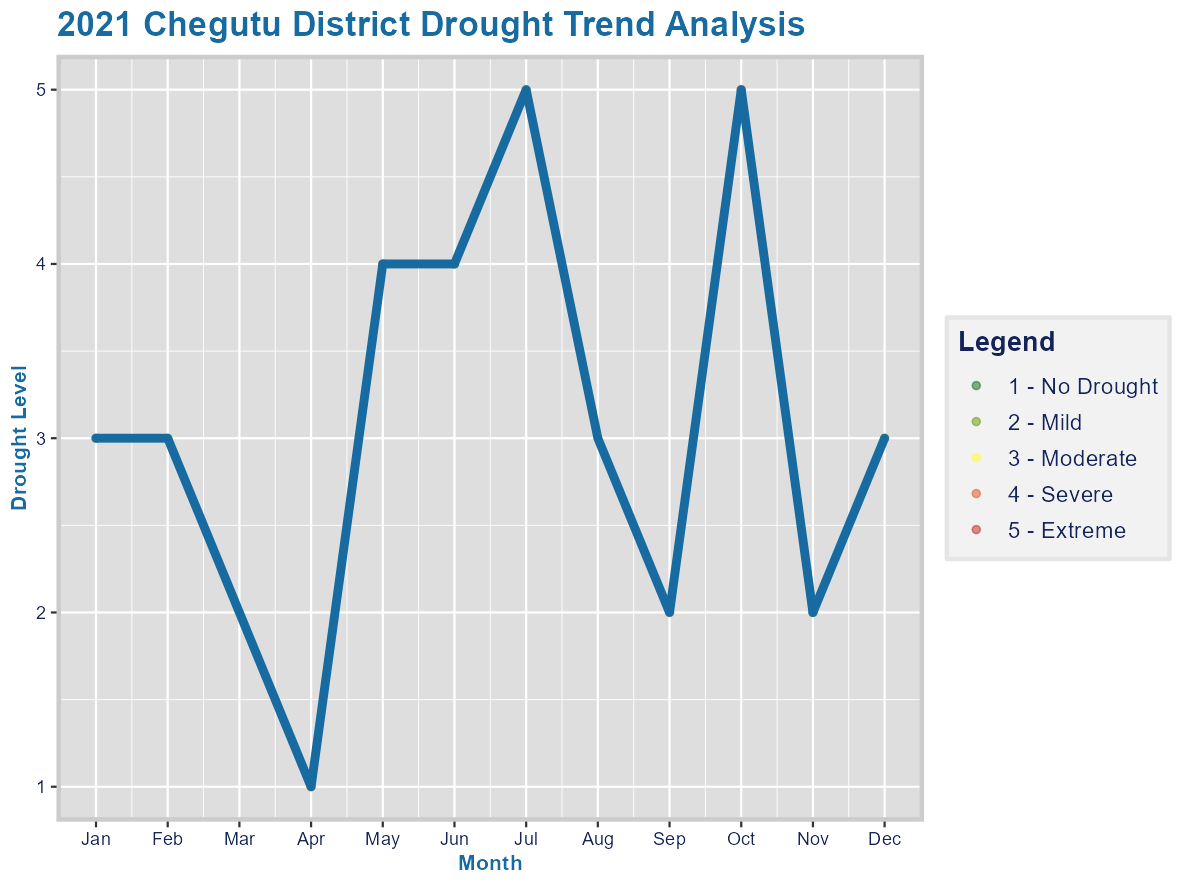 2021 Chegutu District Drought Trend Analysis
5
4
3
2
1
Drought Level
Jan Feb Mar Apr May Jun Jul Aug Sep Oct Nov Dec
Month
Legend
1 - No Drought
2 - Mild
3 - Moderate
4 - Severe
5 - Extreme